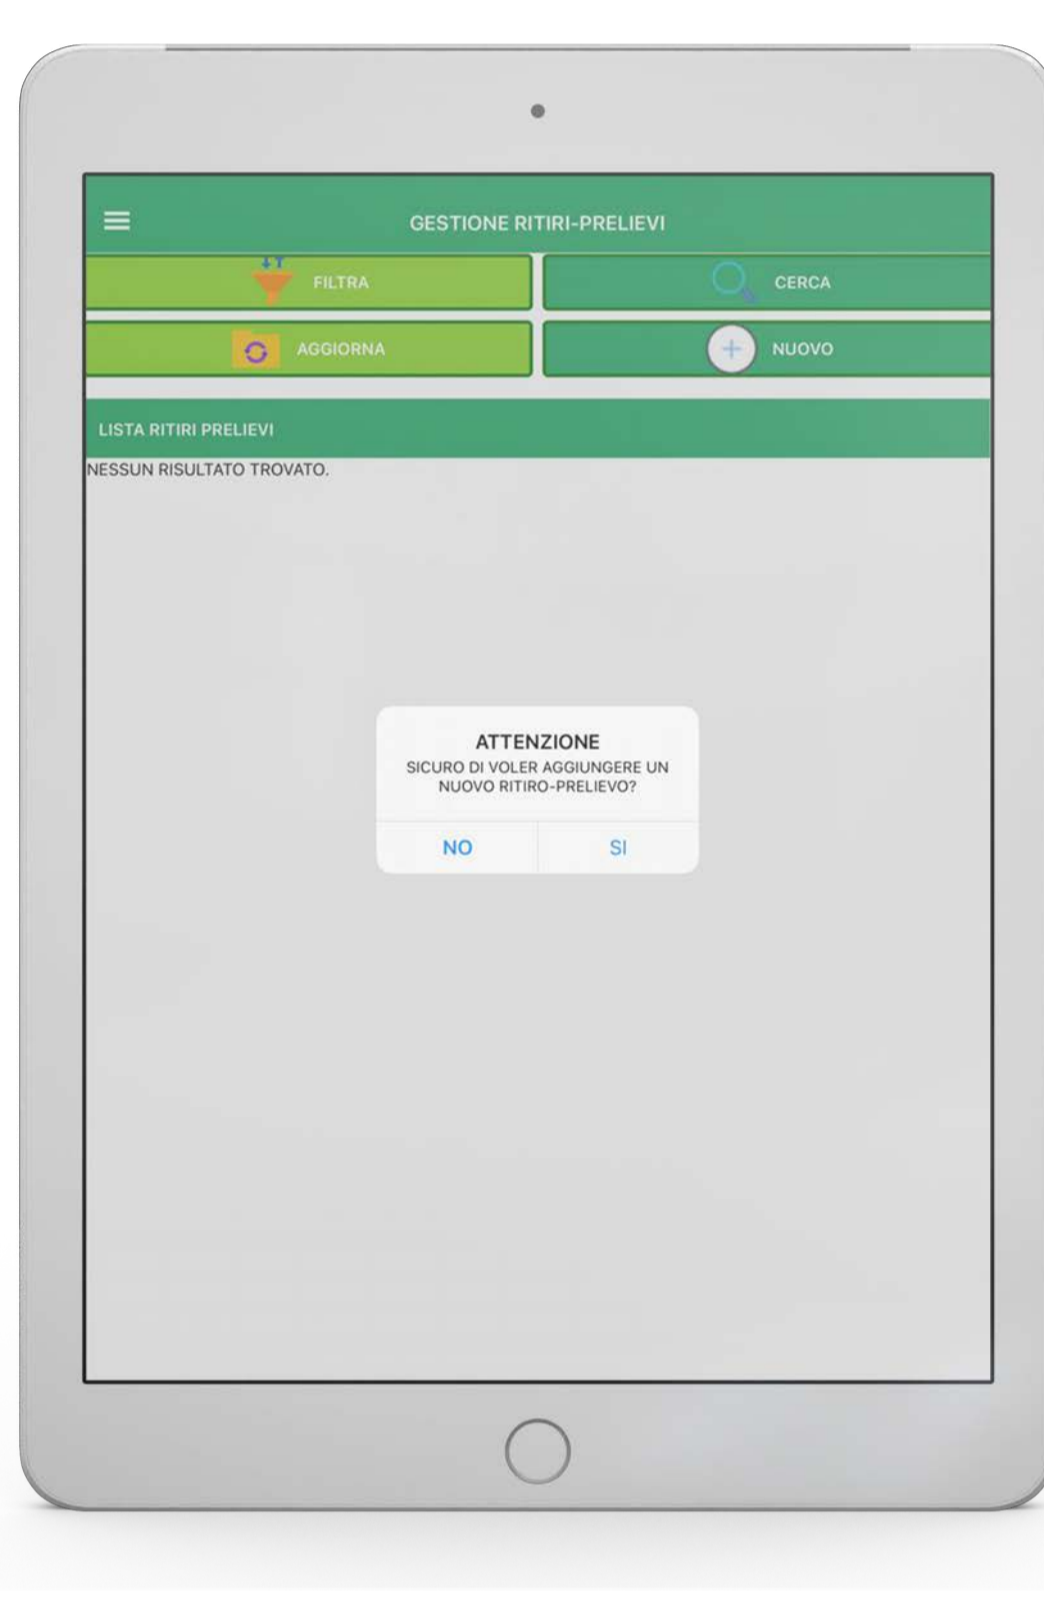 GESTIONE RITIRI-PRELIEVI
FILTRA
CERCA
AGGIORNA
NUOVO
LISTA RITIRI PRELIEVI
NESSUN RISULTATO TROVATO.
ATTENZIONE
SICURO DI VOLER AGGIUNGERE UN
NUOVO RITIRO-PRELIEVO?
NO
SI